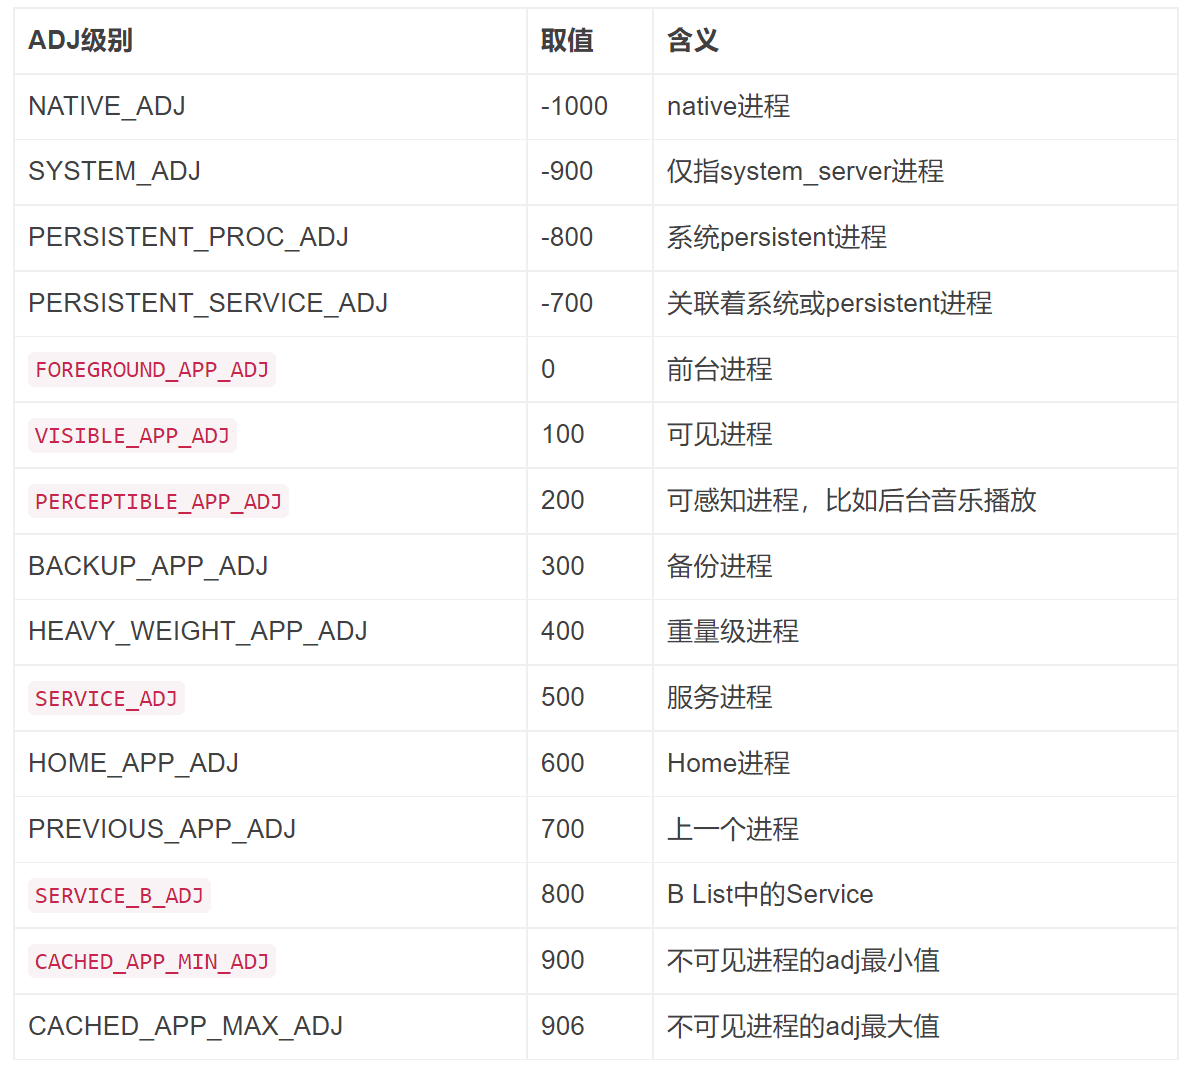 ADJ级别 取值 含义
NATIVE_ADJ -1000 native进程
SYSTEM_ADJ -900 仅指system_server进程
PERSISTENT_PROC_ADJ -800 系统persistent进程
PERSISTENT_SERVICE_ADJ -700 关联着系统或persistent进程
FOREGROUND_APP_ADJ 0 前台进程
VISIBLE_APP_ADJ 100 可见进程
PERCEPTIBLE_APP_ADJ 200 可感知进程，比如后台音乐播放
BACKUP_APP_ADJ 300 备份进程
HEAVY_WEIGHT_APP_ADJ 400 重量级进程
SERVICE_ADJ 500 服务进程
HOME_APP_ADJ 600 Home进程
PREVIOUS_APP_ADJ 700 上一个进程
SERVICE_B_ADJ 800 B List中的Service
CACHED_APP_MIN_ADJ 900 不可见进程的adj最小值
CACHED_APP_MAX_ADJ 906 不可见进程的adj最大值